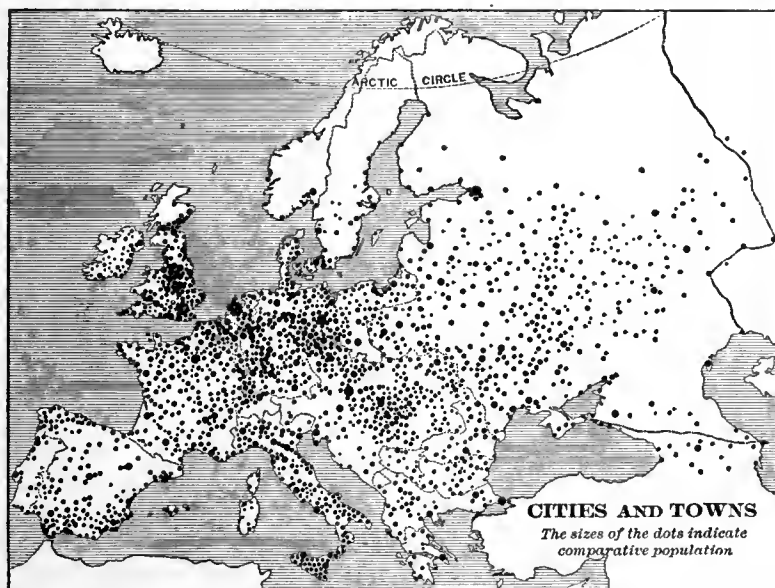 ARCTIC CIRCLE
CITIES AND TOWNS
The sizes of the dots indicate
comparative population